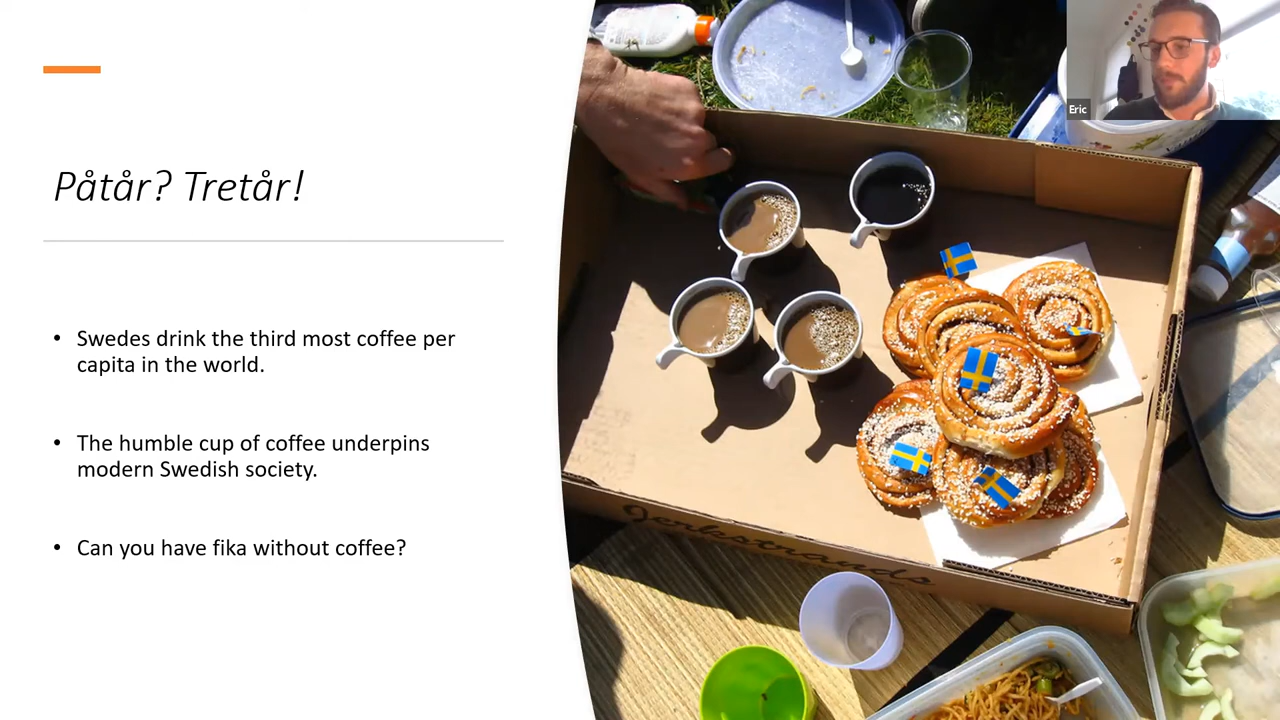 Påtår? Tretår!
• Swedes drink the third most coffee per
capita in the world.
• The humble cup of coffee underpins
modern Swedish society.
• Can you have fika without coffee?
Eric
Jerkstrands